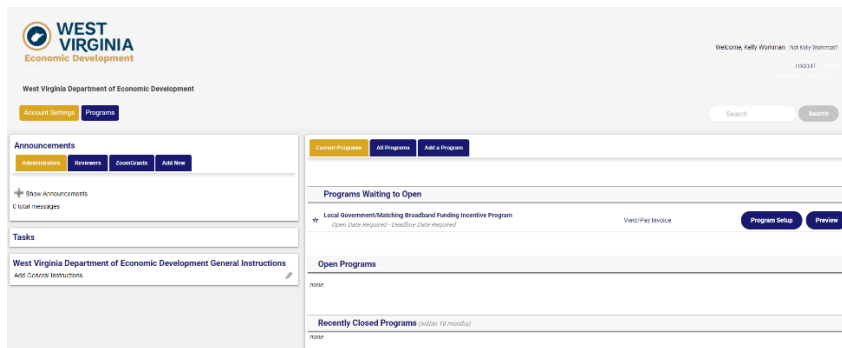 WEST
VIRGINIA
Economic Development
Welcome, Kelly Workman Not Kelly Workman?
LOGOUT
West Virginia Department of Economic Development
Account Settings
Programs
Search
Search
Announcements
Administrators
Reviewers
ZoomGrants
Add New
Show Announcements
0 total messages
Tasks
West Virginia Department of Economic Development General Instructions
Add General Instructions
Current Programs
All Programs
Add a Program
Programs Waiting to Open
Local Government/Matching Broadband Funding Incentive Program
Open Date Required - Deadline Date Required
View/Pay Invoice
Program Setup
Preview
Open Programs
none
Recently Closed Programs (within 18 months)
none